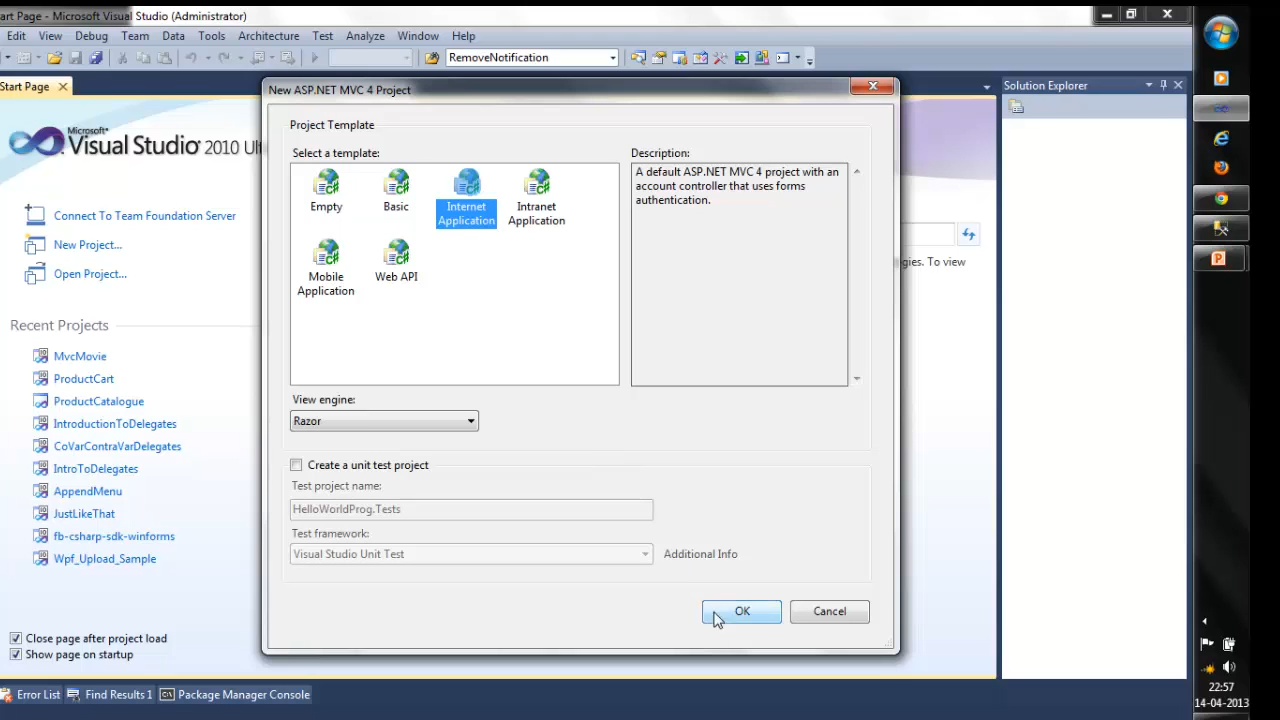 art Page - Microsoft Visual Studio (Administrator)
Edit View Debug Team Data Tools Architecture Test Analyze Window Help
RemoveNotification
Start Page
New ASP.NET MVC 4 Project
Solution Explorer
Microsoft®
Visual Studio® 2010 Ult
Project Template
Select a template:
Description:
Empty
Basic
Internet
Application
Intranet
Application
Mobile
Application
Web API
A default ASP.NET MVC 4 project with an
account controller that uses forms
authentication.
Connect To Team Foundation Server
New Project...
Open Project...
gies. To view
Recent Projects
MvcMovie
ProductCart
ProductCatalogue
IntroductionToDelegates
CoVarContraVarDelegates
IntroToDelegates
AppendMenu
JustLikeThat
fb-csharp-sdk-winforms
Wpf_Upload_Sample
View engine:
Razor
Create a unit test project
Test project name:
HelloWorldProg.Tests
Test framework:
Visual Studio Unit Test
Additional Info
OK
Cancel
Close page after project load
Show page on startup
Error List Find Results 1 Package Manager Console
22:57
14-04-2013